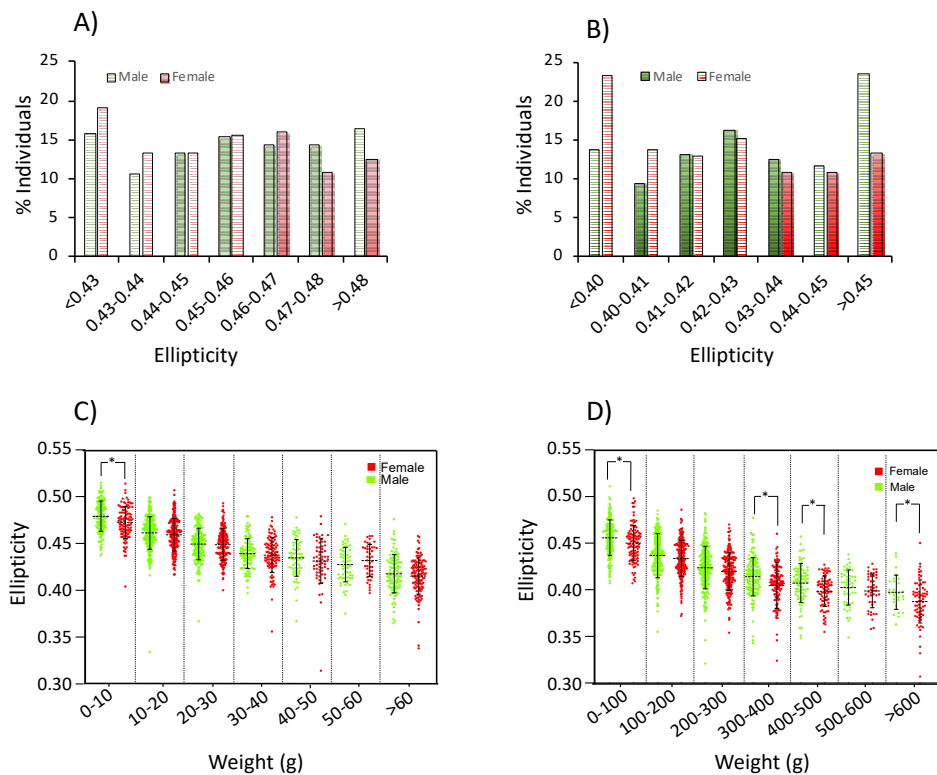 A)
25
20
15
10
5
0
% Individuals
Male Female
<0.43 0.43-0.44 0.44-0.45 0.45-0.46 0.46-0.47 0.47-0.48 >0.48
Ellipticity
B)
25
20
15
10
5
0
% Individuals
Male Female
<0.40 0.40-0.41 0.41-0.42 0.42-0.43 0.43-0.44 0.44-0.45 >0.45
Ellipticity
C)
0.55
0.50
0.45
0.40
0.35
0.30
Ellipticity
*
Female
Male
0-10 10-20 20-30 30-40 40-50 50-60 >60
Weight (g)
D)
0.55
0.50
0.45
0.40
0.35
0.30
Ellipticity
* * * *
Female
Male
0-100 100-200 200-300 300-400 400-500 500-600 >600
Weight (g)